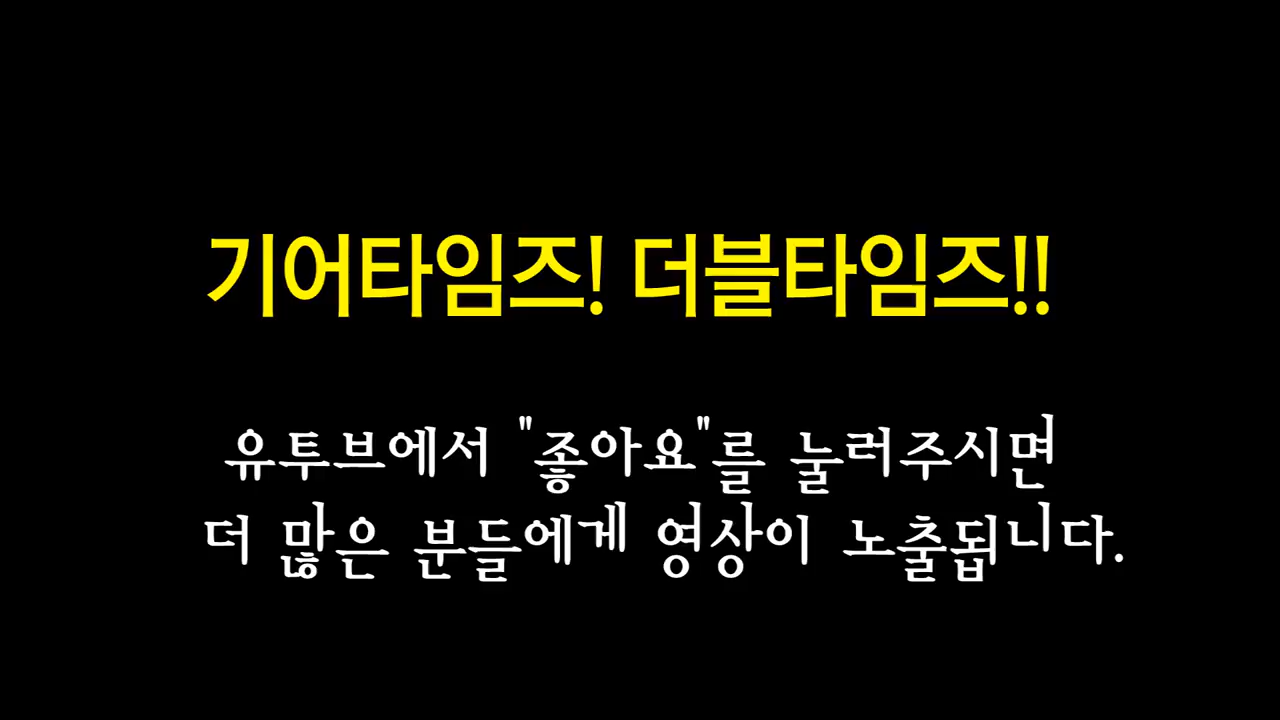 기어타임즈! 더블타임즈!!
유투브에서 "좋아요"를 눌러주시면
더 많은 분들에게 영상이 노출됩니다.